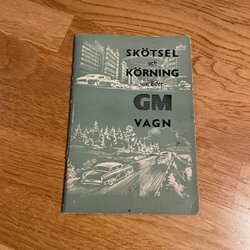 SKÖTSEL
och
KÖRNING
av Eder
GM
VAGN